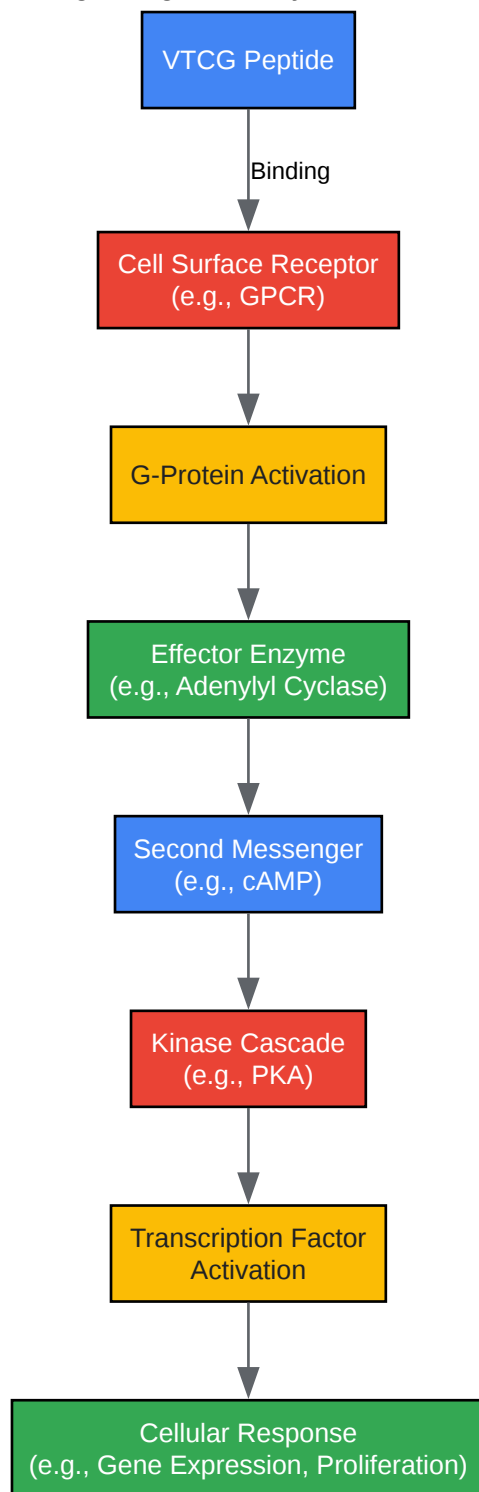 VTCG Peptide
Binding
Cell Surface Receptor
(e.g., GPCR)
G-Protein Activation
Effector Enzyme
(e.g., Adenylyl Cyclase)
Second Messenger
(e.g., cAMP)
Kinase Cascade
(e.g., PKA)
Transcription Factor
Activation
Cellular Response
(e.g., Gene Expression, Proliferation)